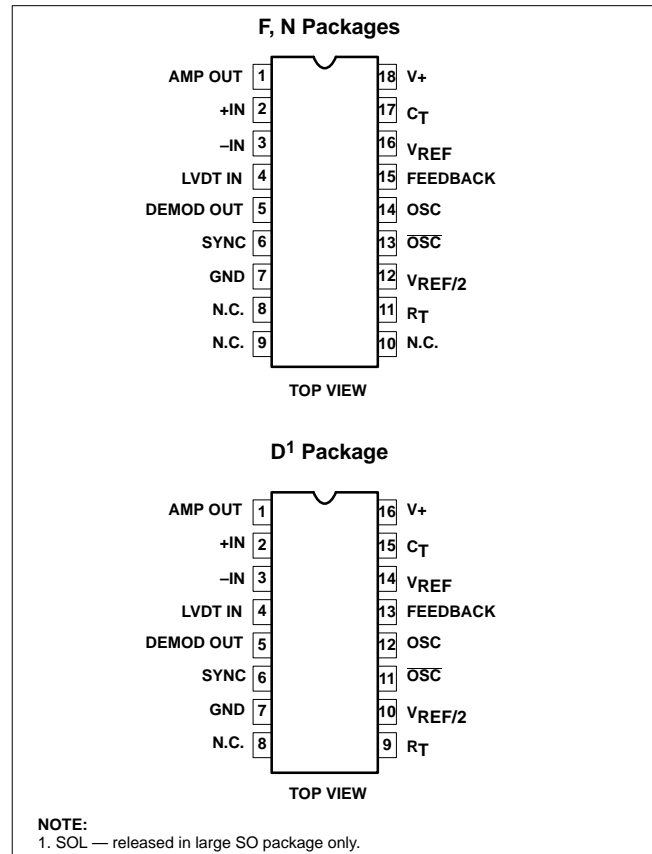 F, N Packages
AMP OUT 1 18 V+
+IN 2 17 CT
–IN 3 16 VREF
LVDT IN 4 15 FEEDBACK
DEMOD OUT 5 14 OSC
SYNC 6 13 O̅S̅C̅
GND 7 12 VREF/2
N.C. 8 11 RT
N.C. 9 10 N.C.
TOP VIEW
D1 Package
AMP OUT 1 16 V+
+IN 2 15 CT
–IN 3 14 VREF
LVDT IN 4 13 FEEDBACK
DEMOD OUT 5 12 OSC
SYNC 6 11 O̅S̅C̅
GND 7 10 VREF/2
N.C. 8 9 RT
TOP VIEW
NOTE:
1. SOL — released in large SO package only.